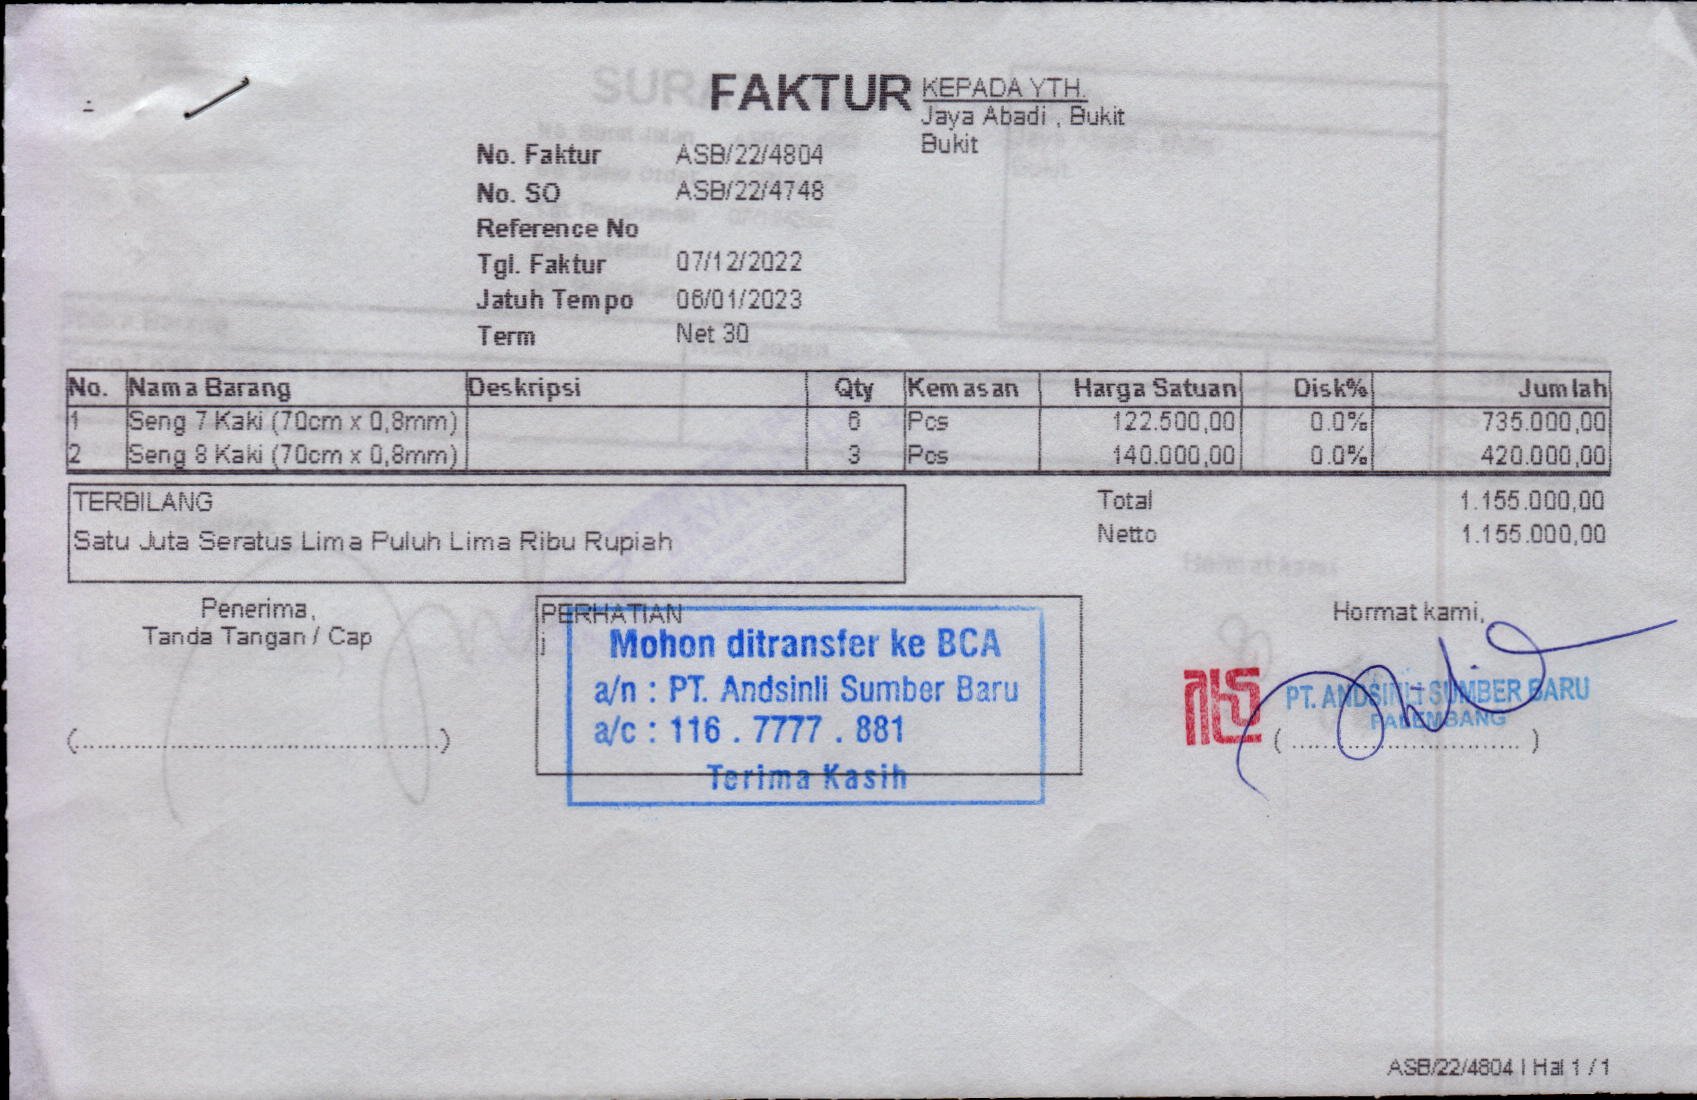 FAKTUR
KEPADA YTH.
Jaya Abadi , Bukit
Bukit
No. Faktur ASB/22/4804
No. SO ASB/22/4748
Reference No
Tgl. Faktur 07/12/2022
Jatuh Tempo 06/01/2023
Term Net 30
No. Nama Barang Deskripsi Qty Kemasan Harga Satuan Disk% Jumlah
1 Seng 7 Kaki (70cm x 0,8mm) 6 Pcs 122.500,00 0.0% 735.000,00
2 Seng 8 Kaki (70cm x 0,8mm) 3 Pcs 140.000,00 0.0% 420.000,00
TERBILANG
Satu Juta Seratus Lima Puluh Lima Ribu Rupiah
Total 1.155.000,00
Netto 1.155.000,00
Penerima,
Tanda Tangan / Cap
(..........................................)
PERHATIAN
j
Mohon ditransfer ke BCA
a/n : PT. Andsinli Sumber Baru
a/c : 116 . 7777 . 881
Terima Kasih
Hormat kami,
PT. ANDSINLI SUMBER BARU
PALEMBANG
( .............................. )
ASB/22/4804 | Hal 1 / 1